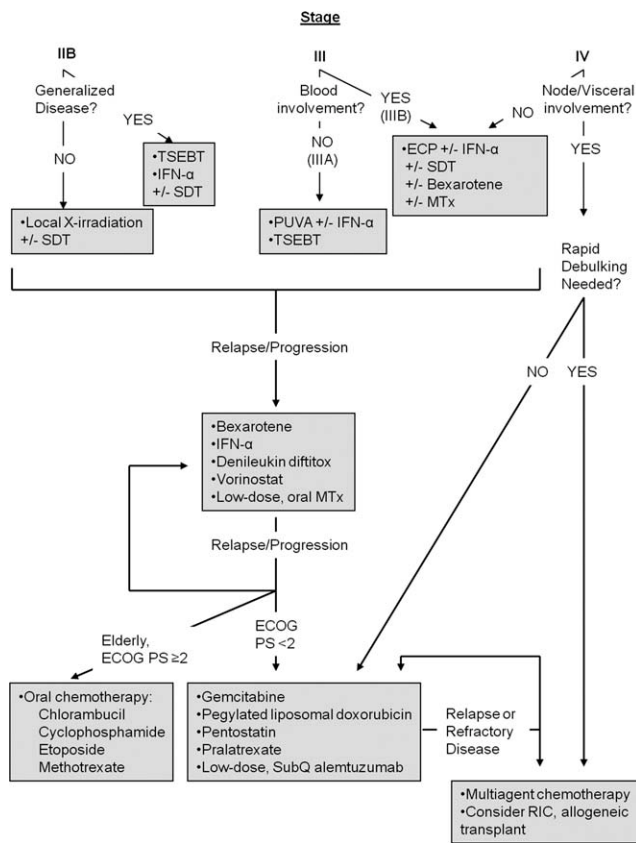 Stage
IIB
III
IV
Generalized
Disease?
Blood
involvement?
YES
(IIIB)
NO
Node/Visceral
involvement?
YES
NO
NO
(IIIA)
YES
•TSEBT
•IFN-α
+/- SDT
•ECP +/- IFN-α
+/- SDT
+/- Bexarotene
+/- MTx
•Local X-irradiation
+/- SDT
•PUVA +/- IFN-α
•TSEBT
Rapid
Debulking
Needed?
Relapse/Progression
NO
YES
•Bexarotene
•IFN-α
•Denileukin diftitox
•Vorinostat
•Low-dose, oral MTx
Relapse/Progression
Elderly,
ECOG PS ≥2
ECOG
PS <2
•Oral chemotherapy:
Chlorambucil
Cyclophosphamide
Etoposide
Methotrexate
•Gemcitabine
•Pegylated liposomal doxorubicin
•Pentostatin
•Pralatrexate
•Low-dose, SubQ alemtuzumab
Relapse or
Refractory
Disease
•Multiagent chemotherapy
•Consider RIC, allogeneic
transplant